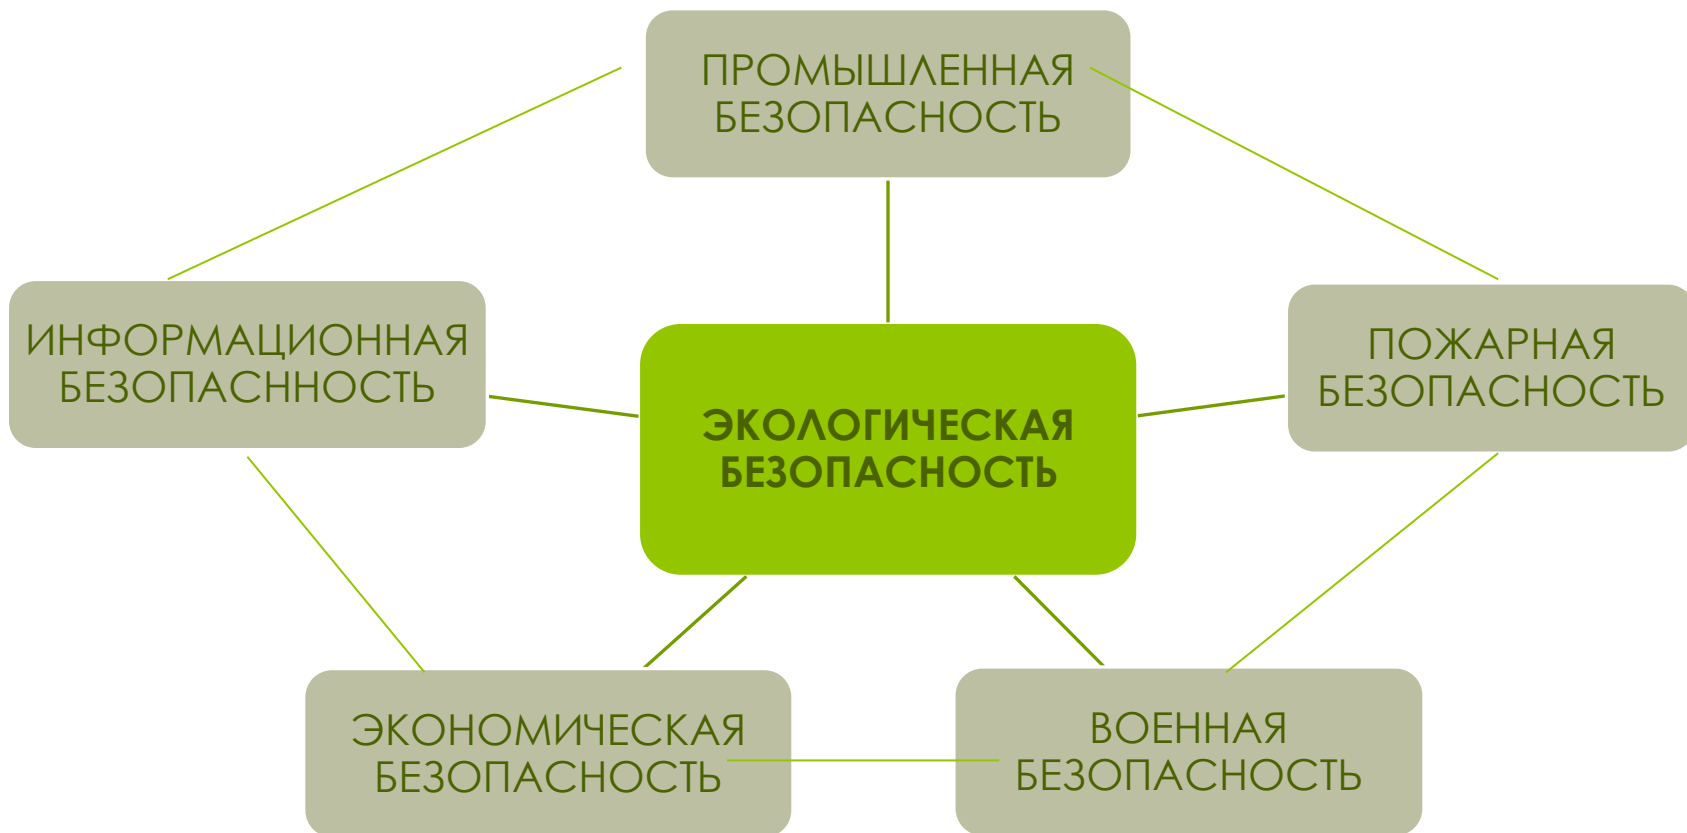 ПРОМЫШЛЕННАЯ
БЕЗОПАСНОСТЬ
ИНФОРМАЦИОННАЯ
БЕЗОПАСННОСТЬ
ПОЖАРНАЯ
БЕЗОПАСНОСТЬ
ЭКОЛОГИЧЕСКАЯ
БЕЗОПАСНОСТЬ
ЭКОНОМИЧЕСКАЯ
БЕЗОПАСНОСТЬ
ВОЕННАЯ
БЕЗОПАСНОСТЬ